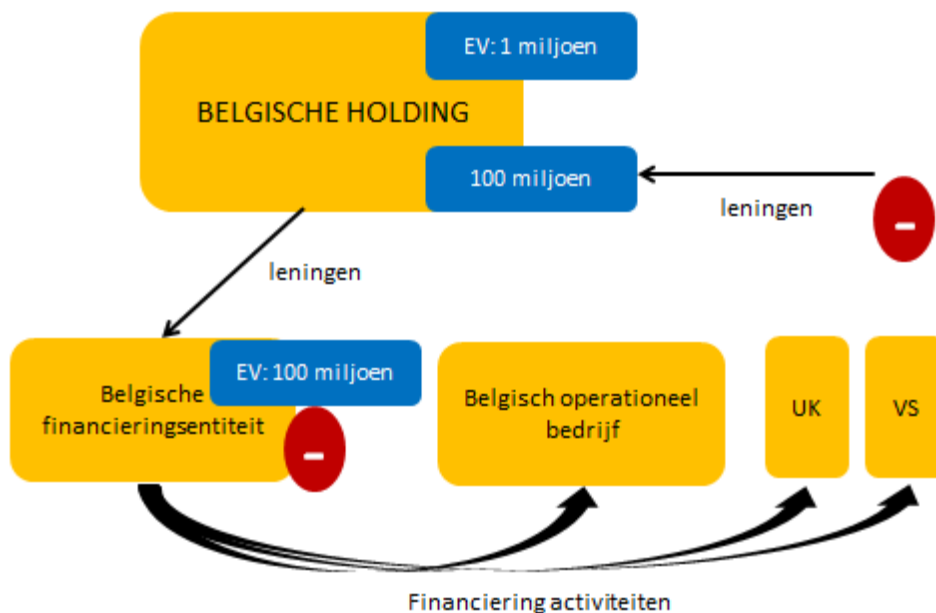 EV: 1 miljoen
BELGISCHE HOLDING
100 miljoen
leningen
-
leningen
EV: 100 miljoen
Belgische
financieringsentiteit
-
Belgisch operationeel
bedrijf
UK
VS
Financiering activiteiten